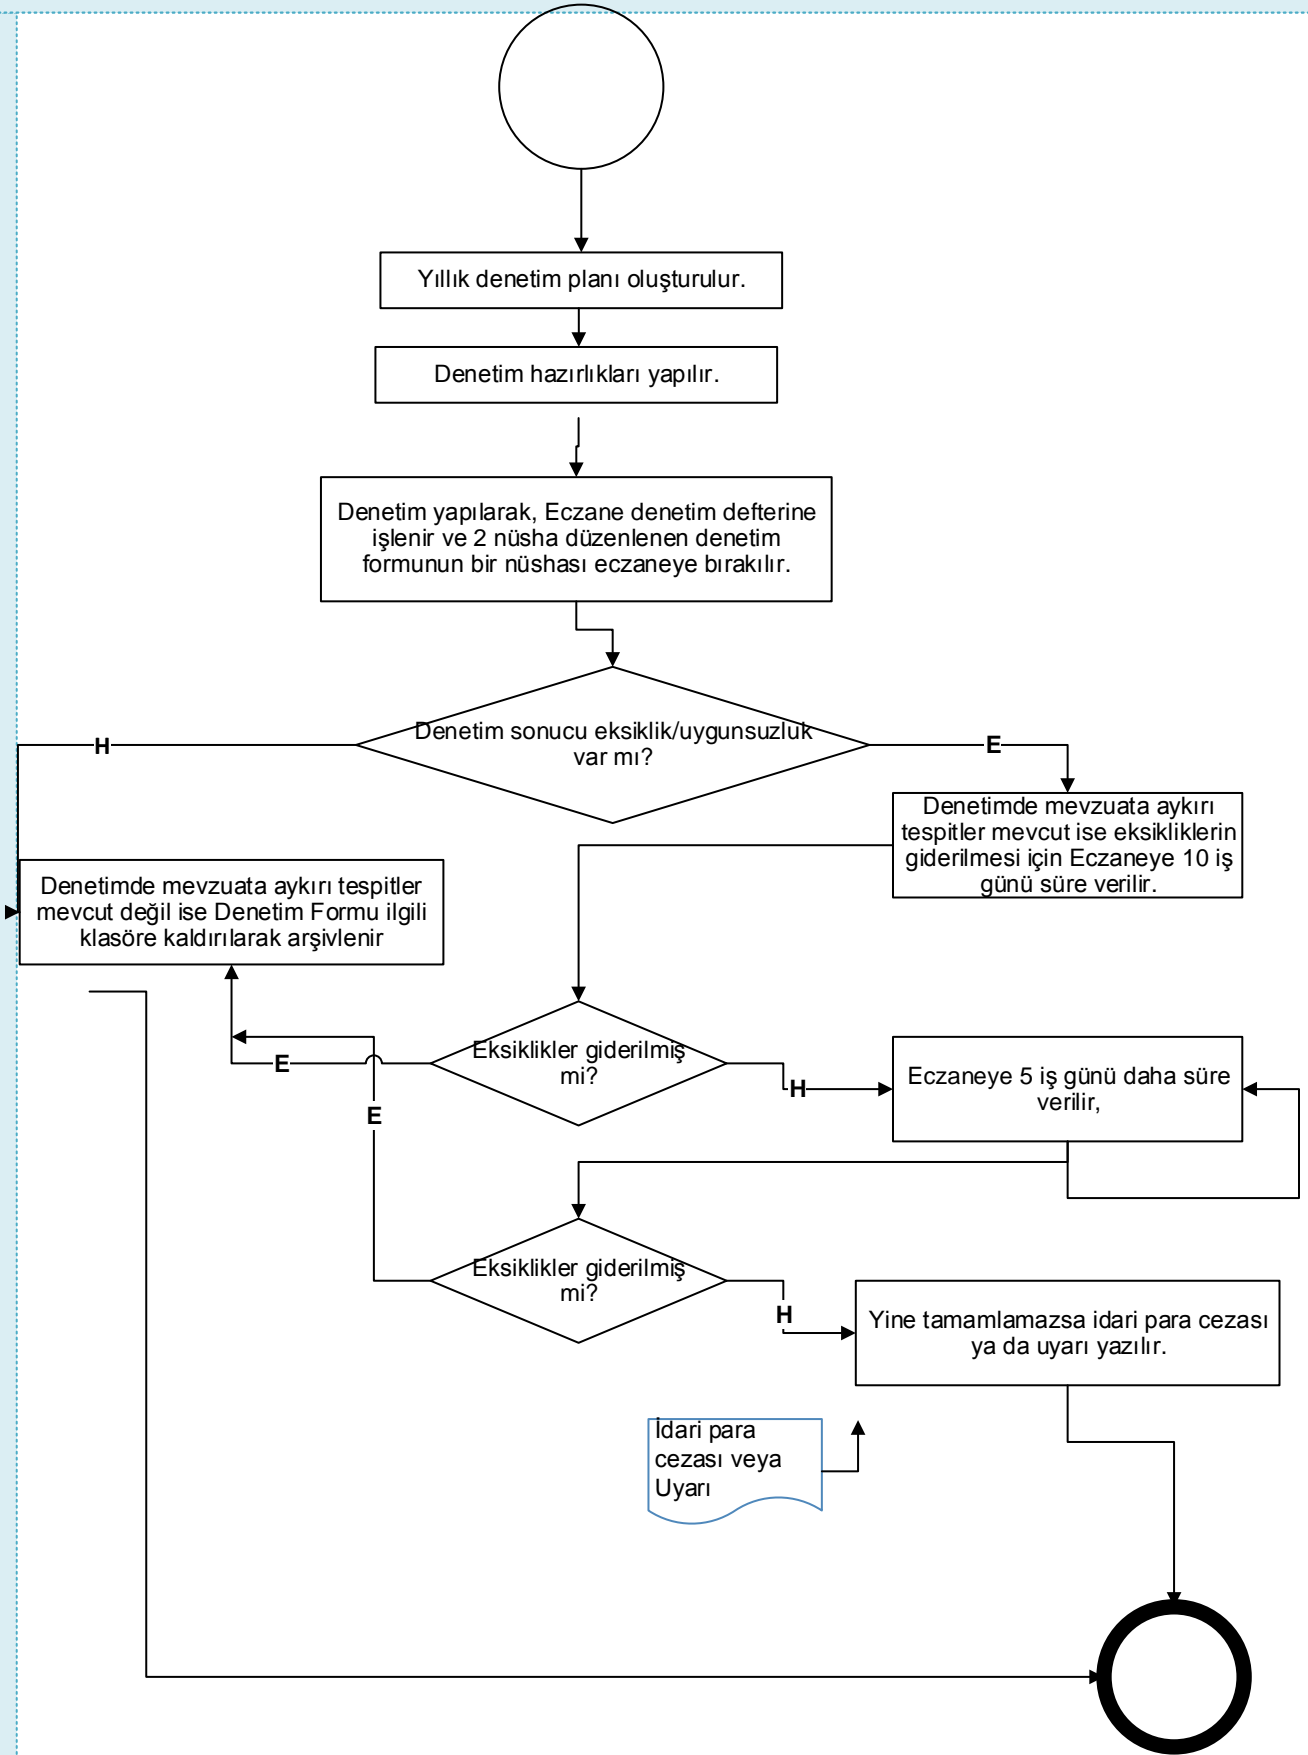 Yıllık denetim planı oluşturulur.
Denetim hazırlıkları yapılır.
Denetim yapılarak, Eczane denetim defterine
işlenir ve 2 nüsha düzenlenen denetim
formunun bir nüshası eczaneye bırakılır.
Denetim sonucu eksiklik/uygunsuzluk
var mı?
H
E
Denetimde mevzuata aykırı
tespitler mevcut ise eksikliklerin
giderilmesi için Eczaneye 10 iş
günü süre verilir.
Denetimde mevzuata aykırı tespitler
mevcut değil ise Denetim Formu ilgili
klasöre kaldırılarak arşivlenir
Eksiklikler giderilmiş
mi?
E
H
Eczaneye 5 iş günü daha süre
verilir,
E
Eksiklikler giderilmiş
mi?
H
Yine tamamlamazsa idari para cezası
ya da uyarı yazılır.
İdari para
cezası veya
Uyarı